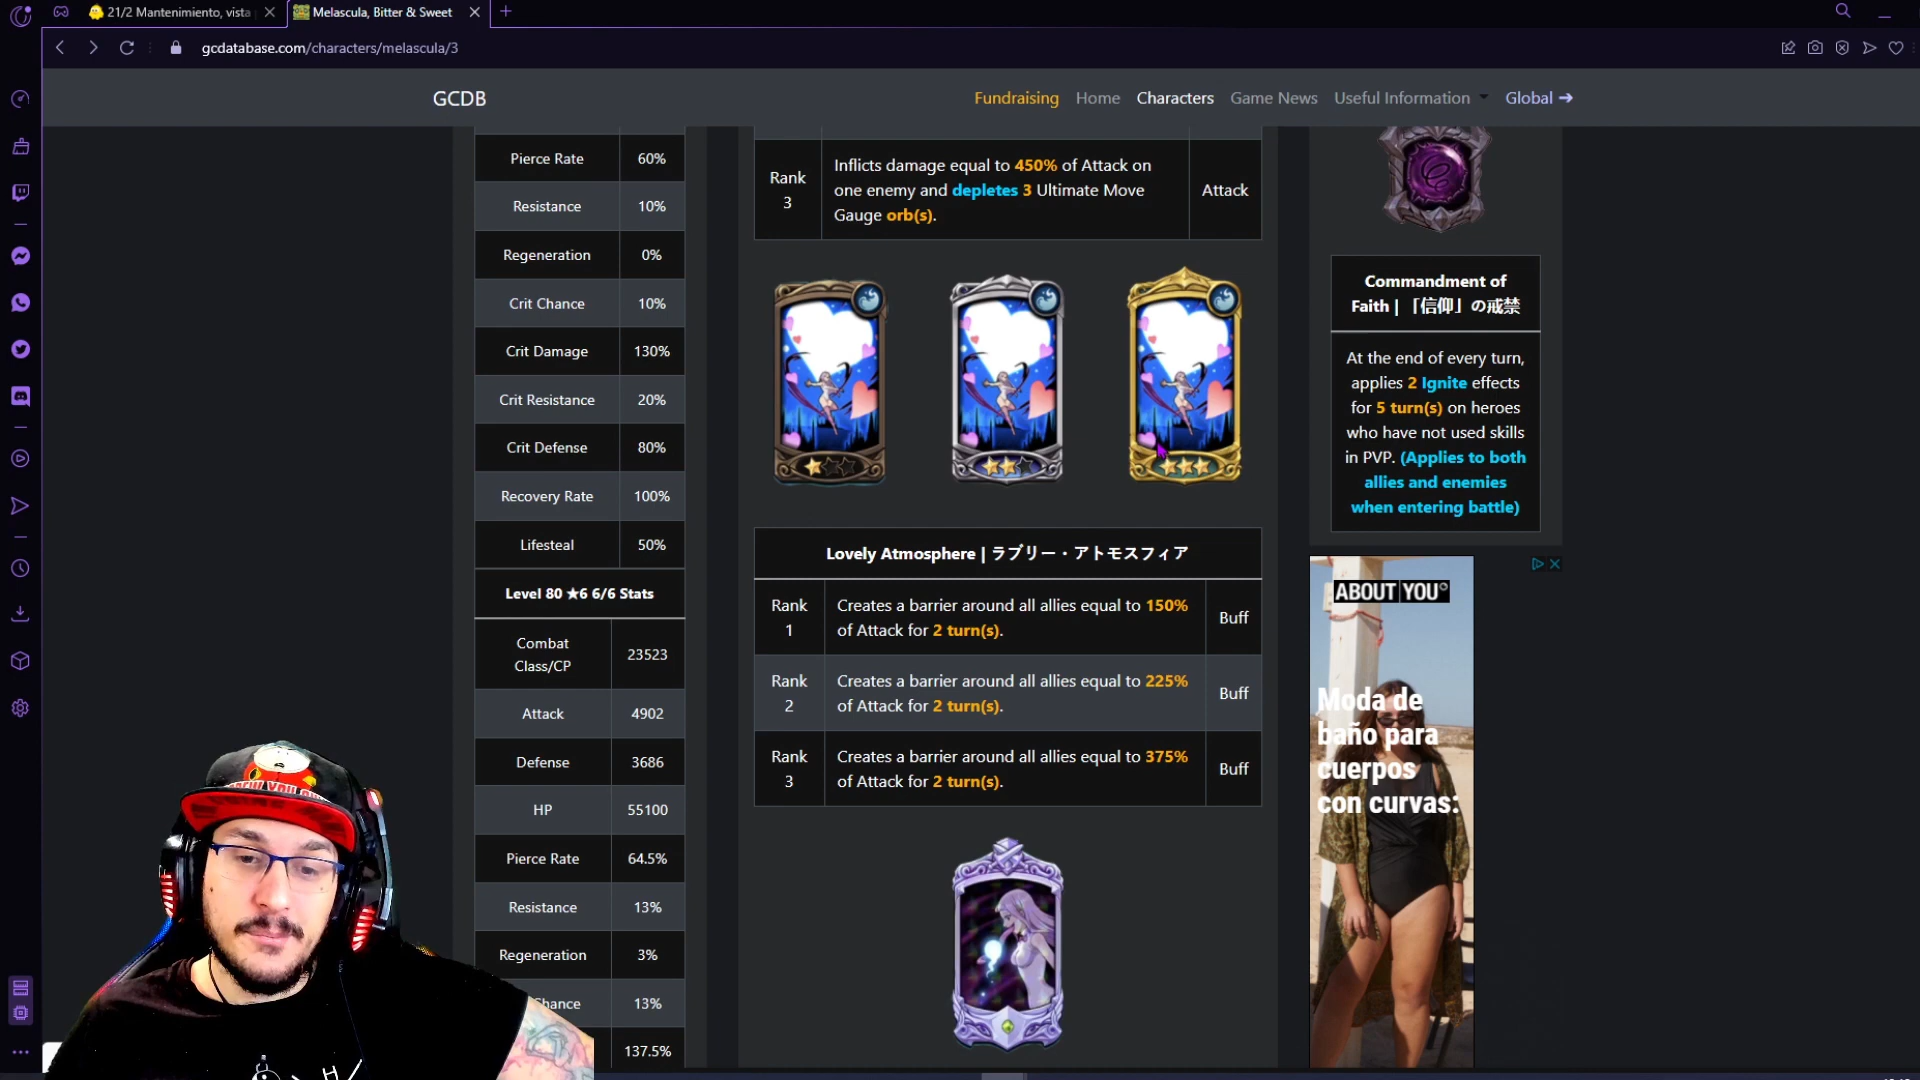 21/2 Mantenimiento, vista
Melascula, Bitter & Sweet
gcdatabase.com/characters/melascula/3
GCDB
Fundraising
Home
Characters
Game News
Useful Information
Global ➔
Pierce Rate 60%
Resistance 10%
Regeneration 0%
Crit Chance 10%
Crit Damage 130%
Crit Resistance 20%
Crit Defense 80%
Recovery Rate 100%
Lifesteal 50%
Level 80 ★6 6/6 Stats
Combat
Class/CP
23523
Attack 4902
Defense 3686
HP 55100
Pierce Rate 64.5%
Resistance 13%
Regeneration 3%
hance 13%
137.5%
Rank
3
Inflicts damage equal to 450% of Attack on
one enemy and depletes 3 Ultimate Move
Gauge orb(s).
Attack
Lovely Atmosphere | ラブリー・アトモスフィア
Rank
1
Creates a barrier around all allies equal to 150%
of Attack for 2 turn(s).
Buff
Rank
2
Creates a barrier around all allies equal to 225%
of Attack for 2 turn(s).
Buff
Rank
3
Creates a barrier around all allies equal to 375%
of Attack for 2 turn(s).
Buff
Commandment of
Faith | 「信仰」の戒禁
At the end of every turn,
applies 2 Ignite effects
for 5 turn(s) on heroes
who have not used skills
in PVP. (Applies to both
allies and enemies
when entering battle)
ABOUT YOU°
Moda de
baño para
cuerpos
con curvas: